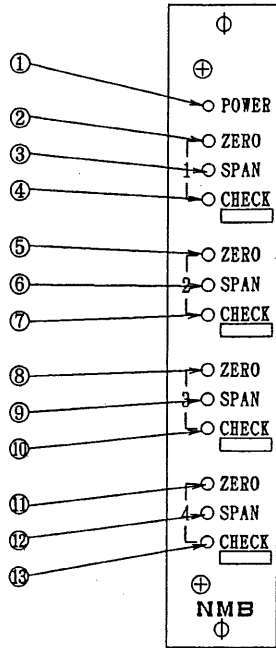 ① POWER
② ZERO
③ 1 SPAN
④ CHECK
⑤ ZERO
⑥ 2 SPAN
⑦ CHECK
⑧ ZERO
⑨ 3 SPAN
⑩ CHECK
⑪ ZERO
⑫ 4 SPAN
⑬ CHECK
NMB